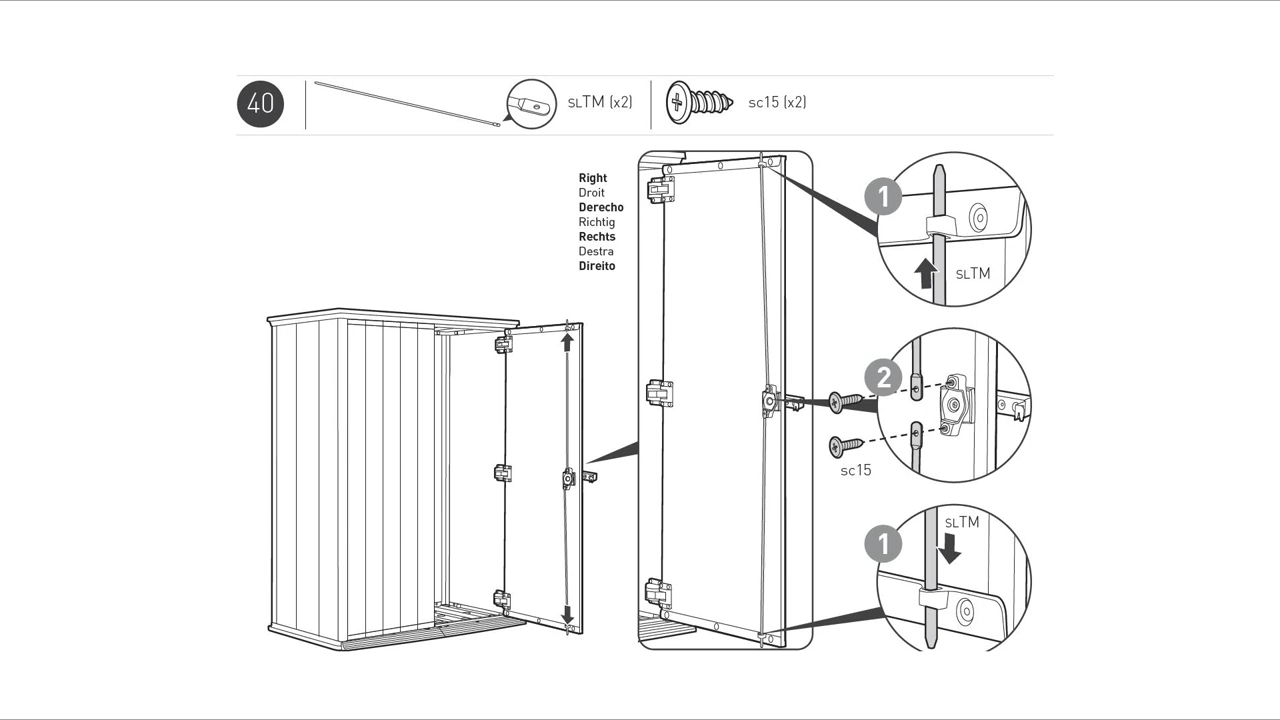 40
SLTM (x2)
sc15 (x2)
Right
Droit
Derecho
Richtig
Rechts
Destra
Direito
1
SLTM
2
sc15
1
SLTM